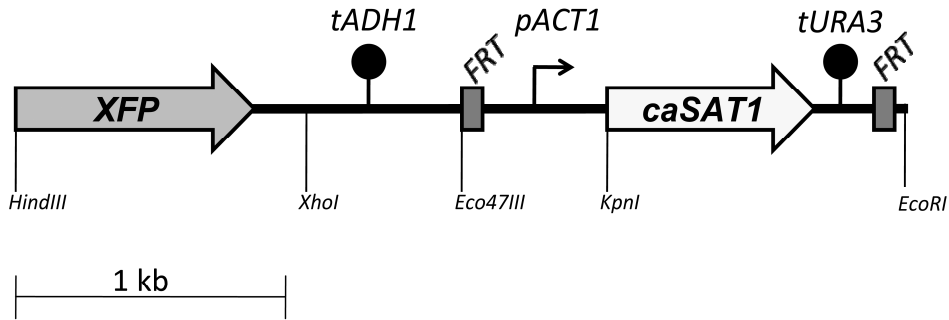 tADH1 pACT1 tURA3
FRT FRT
XFP caSAT1
HindIII XhoI Eco47III KpnI EcoRI
1 kb